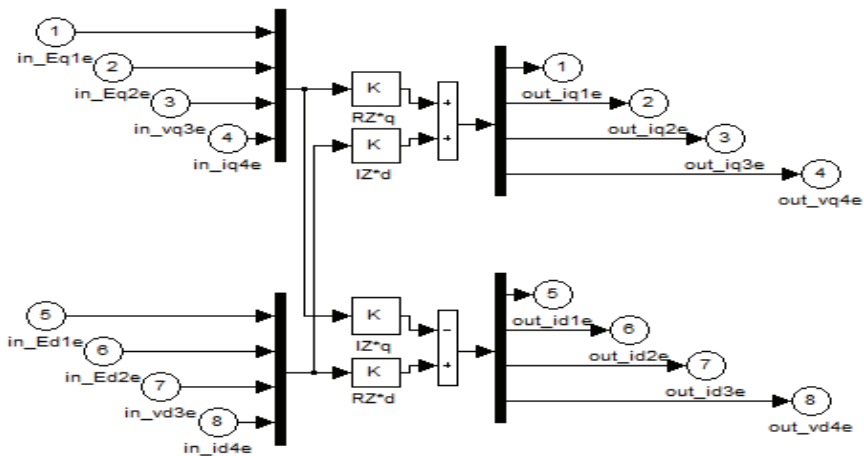 1
in_Eq1e
2
in_Eq2e
3
in_vq3e
4
in_iq4e
K
RZ*q
K
IZ*d
+
+
1
out_iq1e
2
out_iq2e
3
out_iq3e
4
out_vq4e
5
in_Ed1e
6
in_Ed2e
7
in_vd3e
8
in_id4e
K
IZ*q
K
RZ*d
−
+
5
out_id1e
6
out_id2e
7
out_id3e
8
out_vd4e